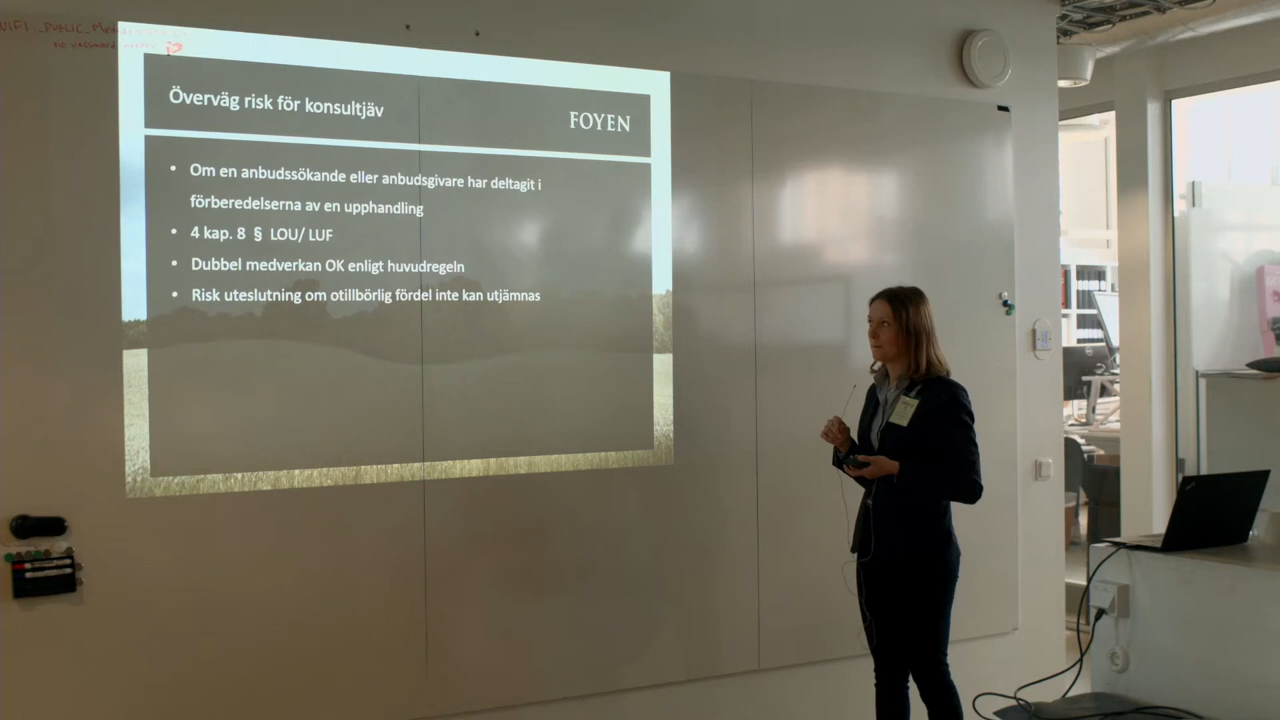 WIFI_PUBLIC_Me
Överväg risk för konsultjäv
FOYEN
• Om en anbudssökande eller anbudsgivare har deltagit i
förberedelserna av en upphandling
• 4 kap. 8 § LOU/ LUF
• Dubbel medverkan OK enligt huvudregeln
• Risk uteslutning om otillbörlig fördel inte kan utjämnas